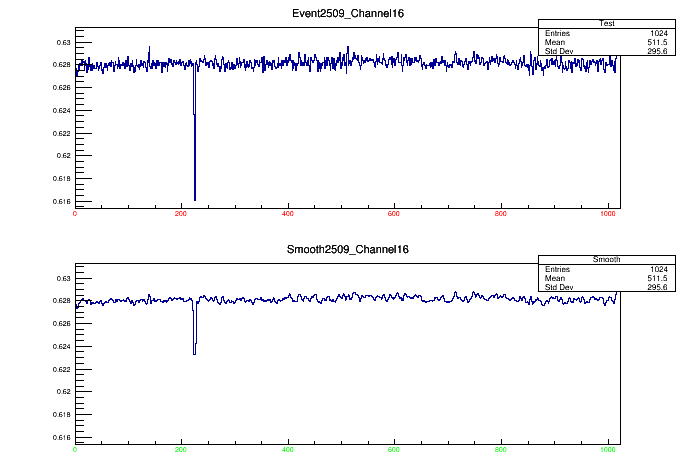 Event2509_Channel16
Test
Entries 1024
Mean 511.5
Std Dev 295.6
0.63
0.628
0.626
0.624
0.622
0.62
0.618
0.616
0 200 400 600 800 1000
Smooth2509_Channel16
Smooth
Entries 1024
Mean 511.5
Std Dev 295.6
0.63
0.628
0.626
0.624
0.622
0.62
0.618
0.616
0 200 400 600 800 1000